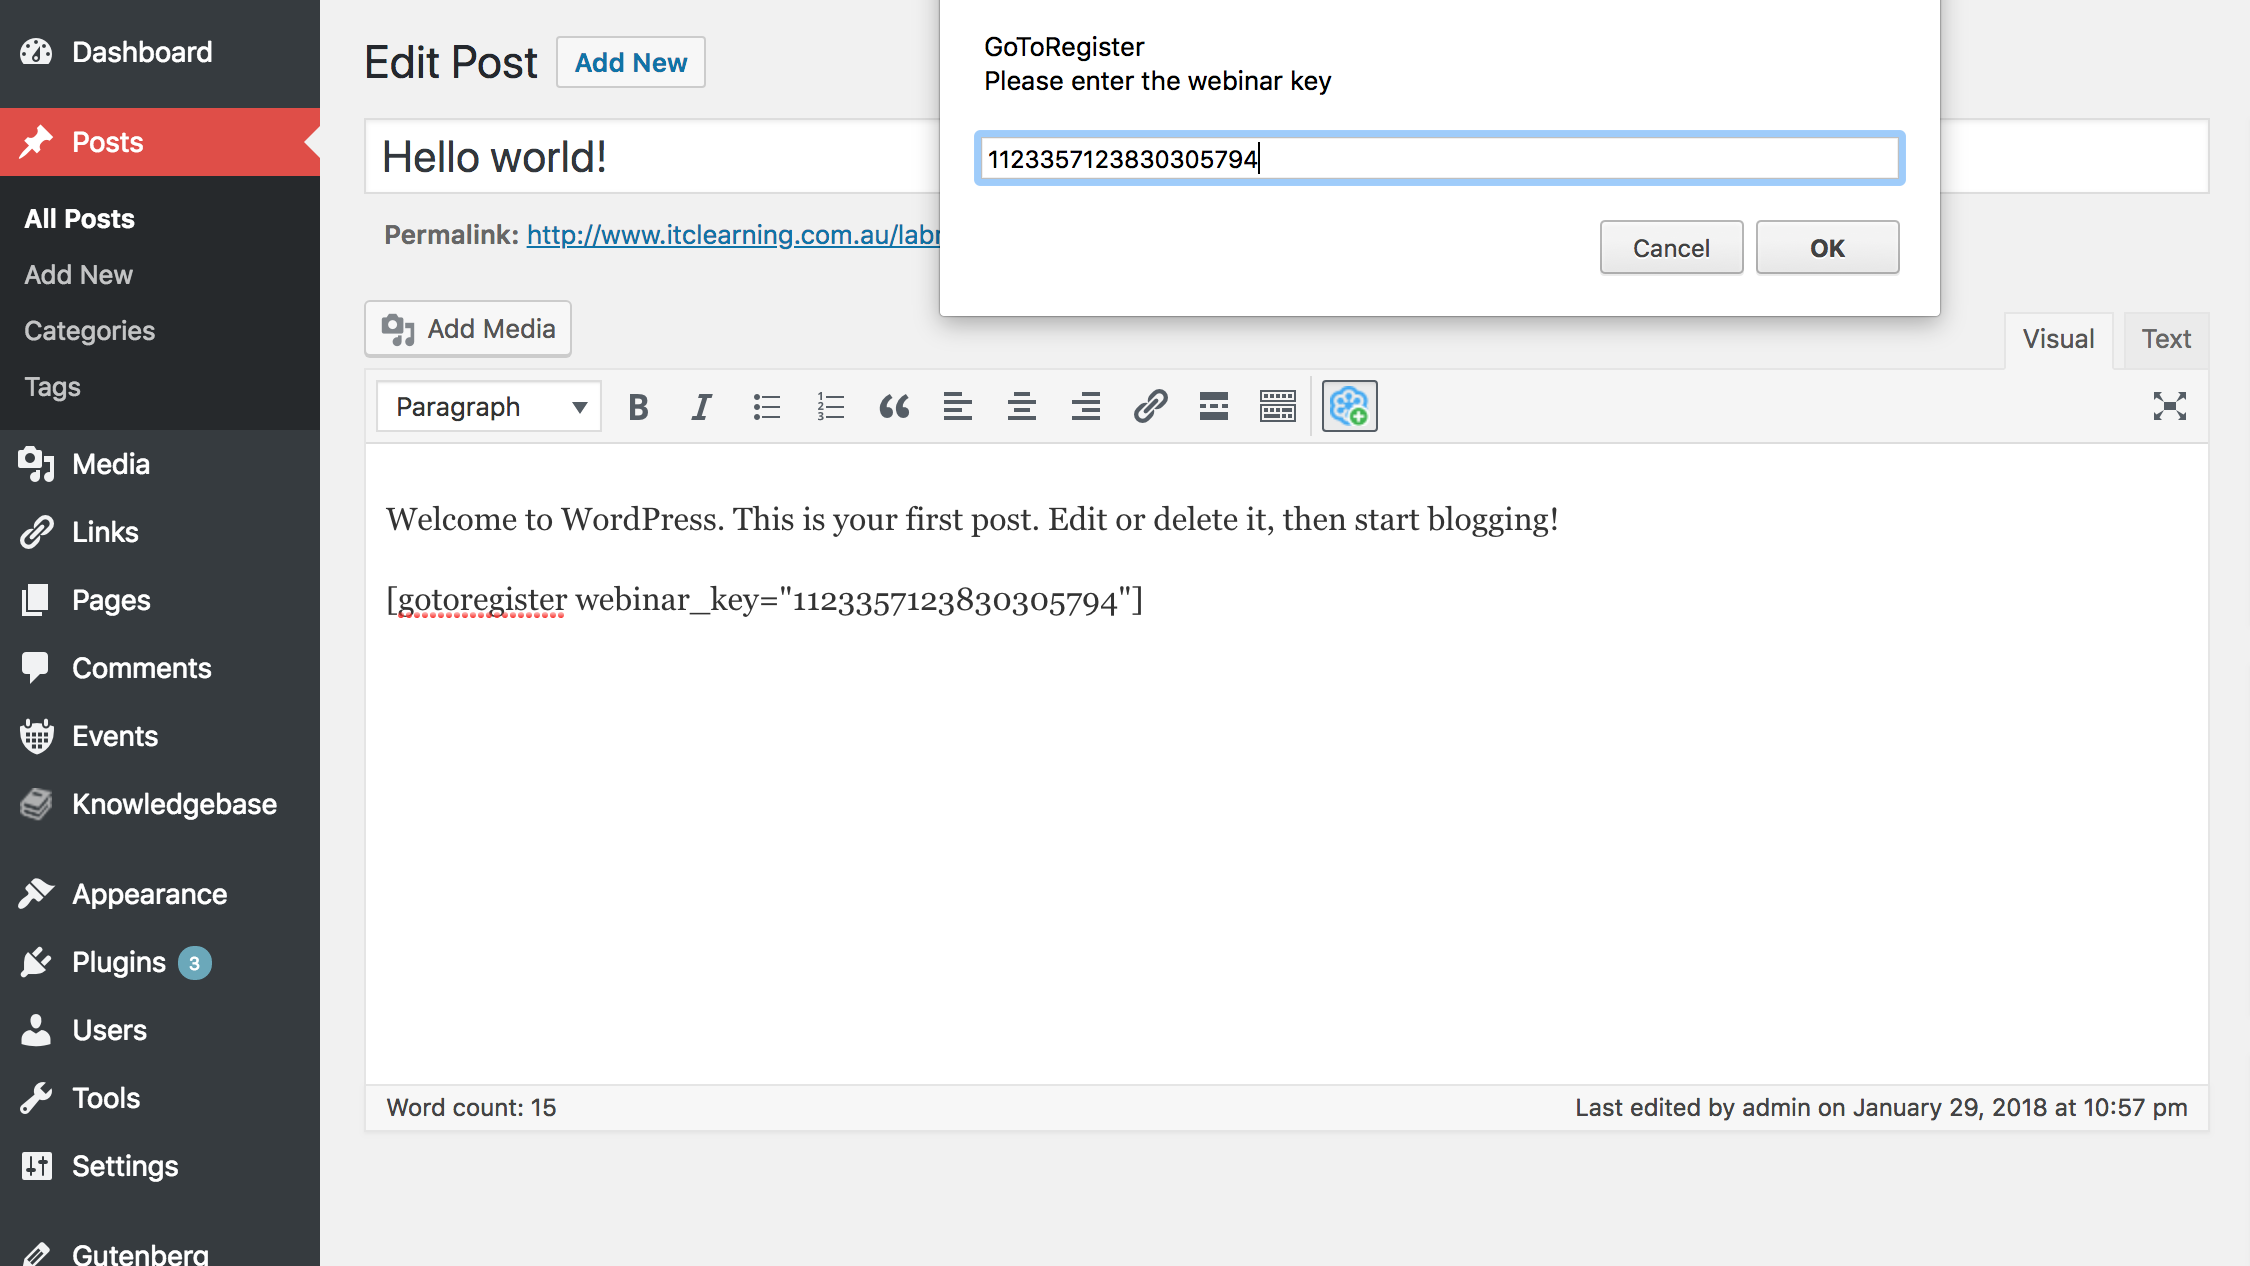 Dashboard
Posts
All Posts
Add New
Categories
Tags
Media
Links
Pages
Comments
Events
Knowledgebase
Appearance
Plugins 3
Users
Tools
Settings
Gutenberg
Edit Post Add New
Hello world!
Permalink: http://www.itclearning.com.au/labr
GoToRegister
Please enter the webinar key
1123357123830305794
Cancel OK
Add Media
Visual Text
Paragraph
Welcome to WordPress. This is your first post. Edit or delete it, then start blogging!
[gotoregister webinar_key="1123357123830305794"]
Word count: 15
Last edited by admin on January 29, 2018 at 10:57 pm